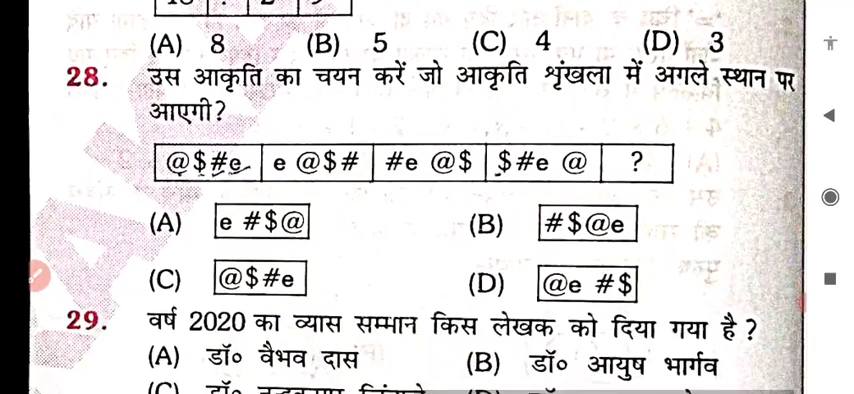 (A) 8 (B) 5 (C) 4 (D) 3
28. उस आकृति का चयन करें जो आकृति श्रृंखला में अगले स्थान पर
आएगी?
@$#e e @$# #e @$ $#e @ ?
(A) e #$@ (B) #$@e
(C) @$#e (D) @e #$
29. वर्ष 2020 का व्यास सम्मान किस लेखक को दिया गया है?
(A) डॉ० वैभव दास (B) डॉ० आयुष भार्गव